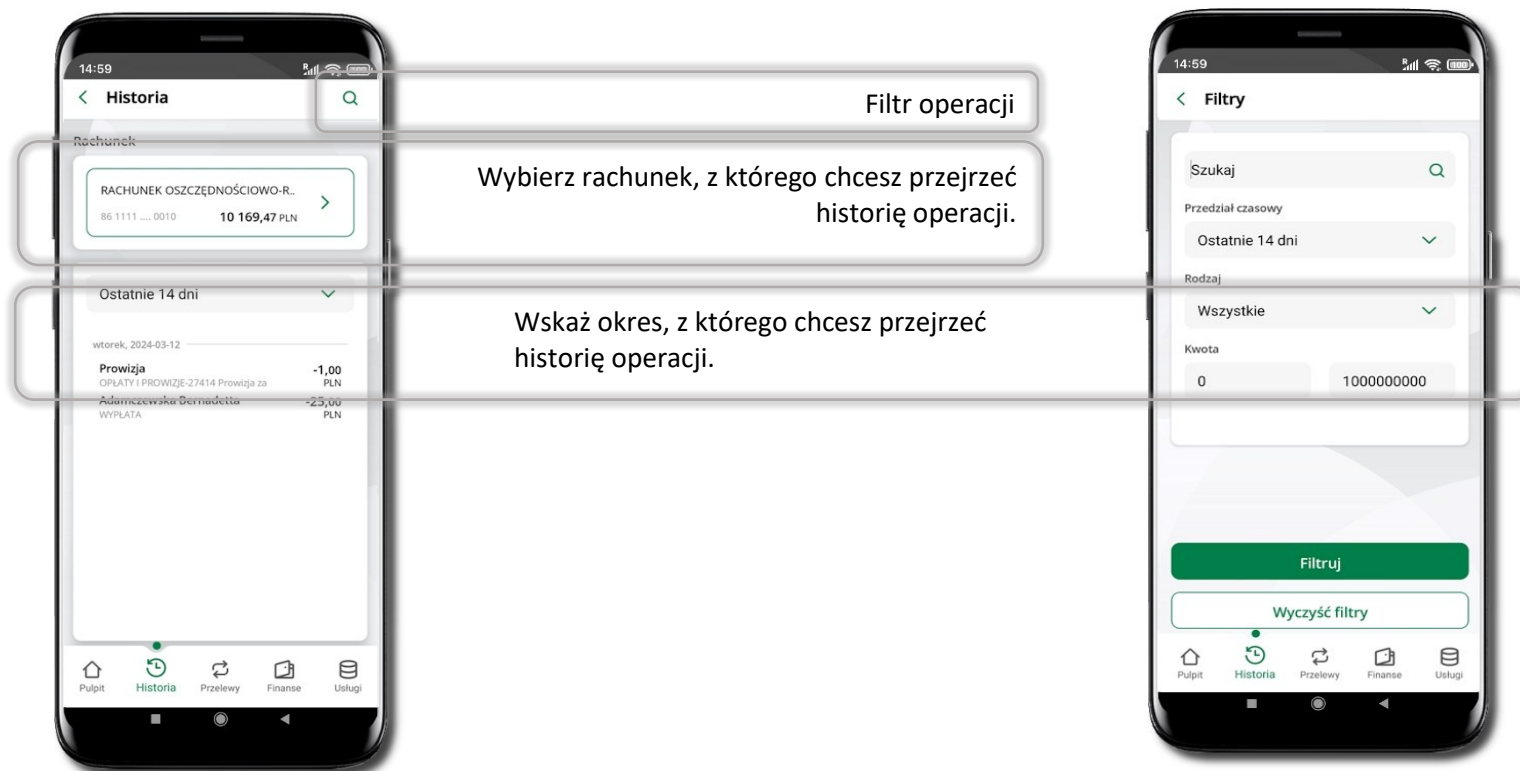 14:59
Historia
Rachunek
RACHUNEK OSZCZĘDNOŚCIOWO-R..
86 1111 .... 0010 10 169,47 PLN
Ostatnie 14 dni
wtorek, 2024-03-12
Prowizja -1,00
OPŁATY I PROWIZJE-27414 Prowizja za PLN
Adamczewska Bernadetta -25,00
WYPŁATA PLN
Pulpit Historia Przelewy Finanse Usługi
Filtr operacji
Wybierz rachunek, z którego chcesz przejrzeć
historię operacji.
Wskaż okres, z którego chcesz przejrzeć
historię operacji.
14:59
Filtry
Szukaj
Przedział czasowy
Ostatnie 14 dni
Rodzaj
Wszystkie
Kwota
0 1000000000
Filtruj
Wyczyść filtry
Pulpit Historia Przelewy Finanse Usługi